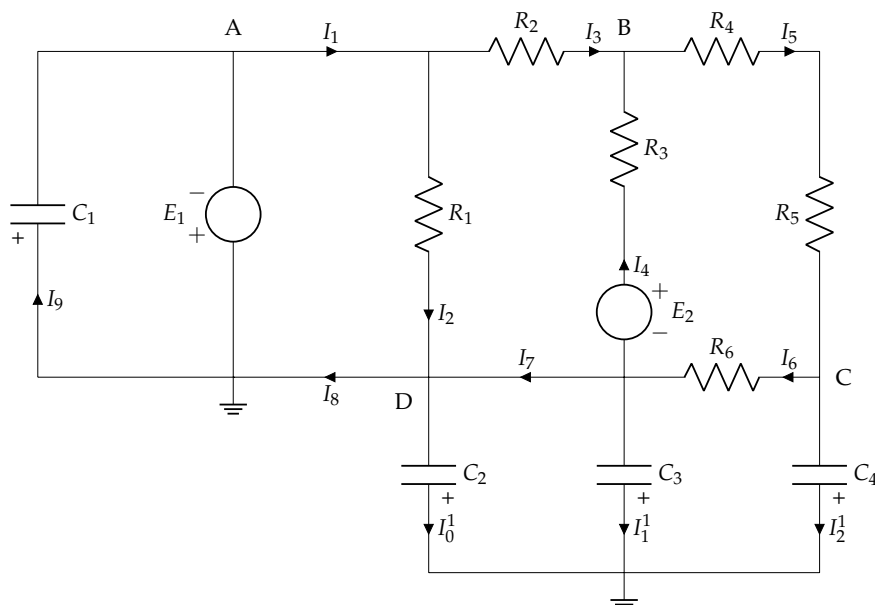 A I₁ R₂ I₃ B R₄ I₅
R₃
− +
C₁ E₁ R₁ R₅
+
I₄
I₉ I₂ + E₂ −
R₆ I₆
I₇ C
I₈ D
C₂ C₃ C₄
+ + +
I₀¹ I₁¹ I₂¹